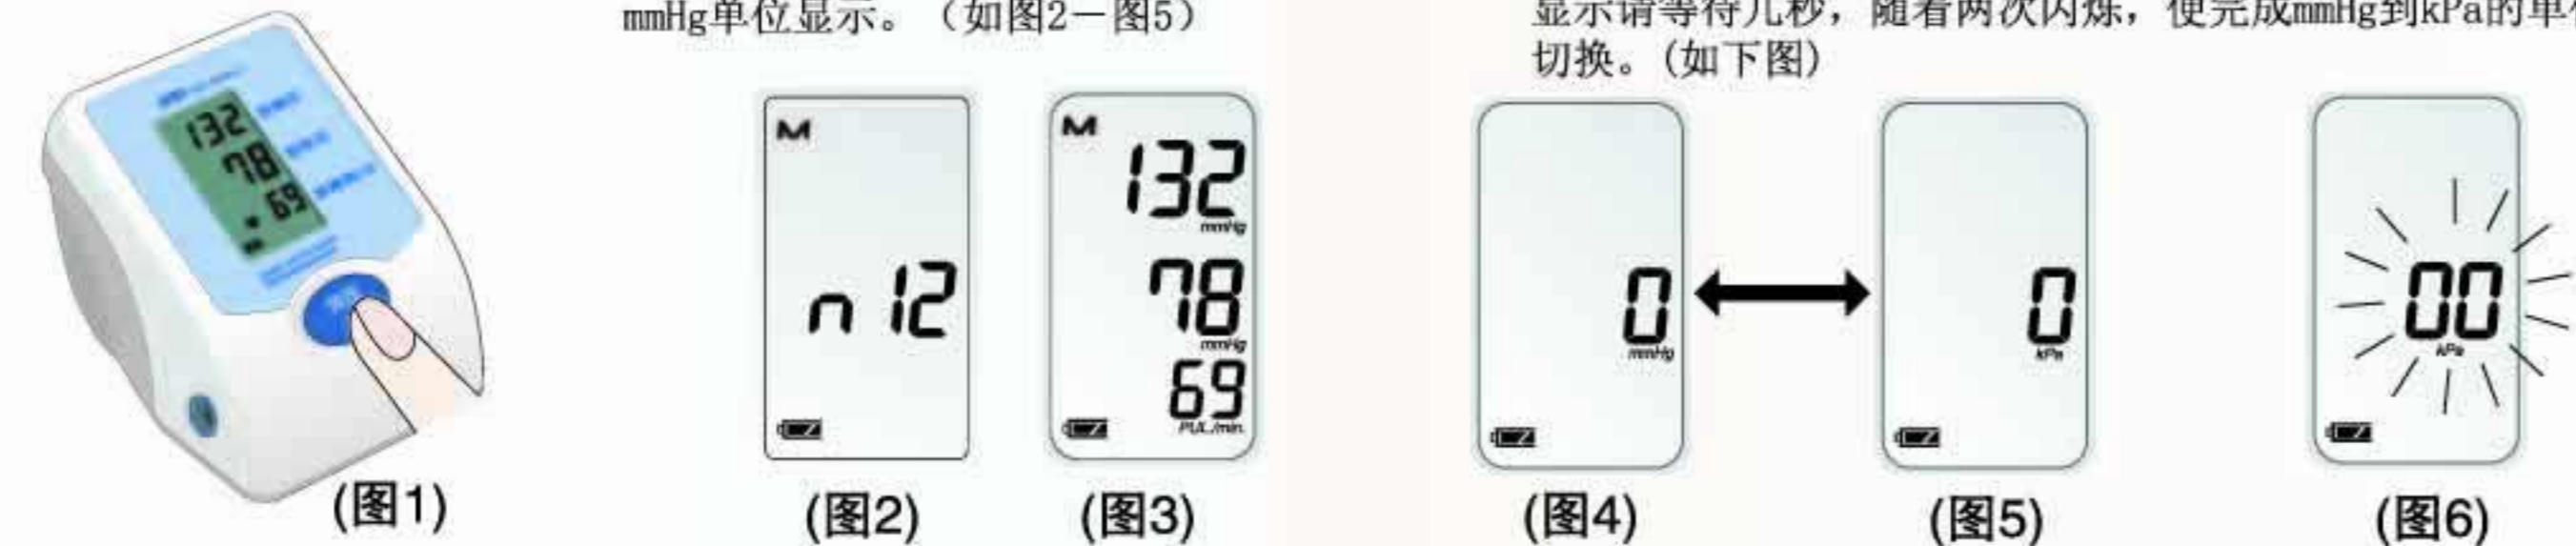 mmHg单位显示。（如图2－图5）
显示请等待几秒，随着两次闪烁，便完成mmHg到kPa的单
切换。(如下图)
132
78
69
M
n 12
M
132
mmHg
78
mmHg
69
PUL./min.
0
mmHg
0
kPa
00
kPa
(图1)
(图2)
(图3)
(图4)
(图5)
(图6)